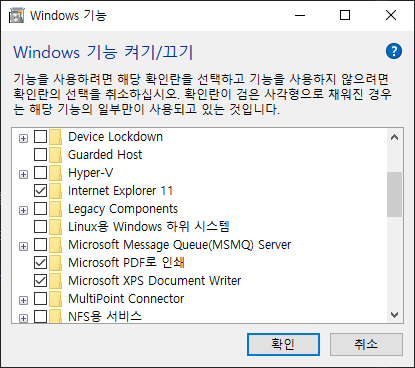 Windows 기능
Windows 기능 켜기/끄기
기능을 사용하려면 해당 확인란을 선택하고 기능을 사용하지 않으려면
확인란의 선택을 취소하십시오. 확인란이 검은 사각형으로 채워진 경우
는 해당 기능의 일부만이 사용되고 있는 것입니다.
Device Lockdown
Guarded Host
Hyper-V
Internet Explorer 11
Legacy Components
Linux용 Windows 하위 시스템
Microsoft Message Queue(MSMQ) Server
Microsoft PDF로 인쇄
Microsoft XPS Document Writer
MultiPoint Connector
NFS용 서비스
확인
취소